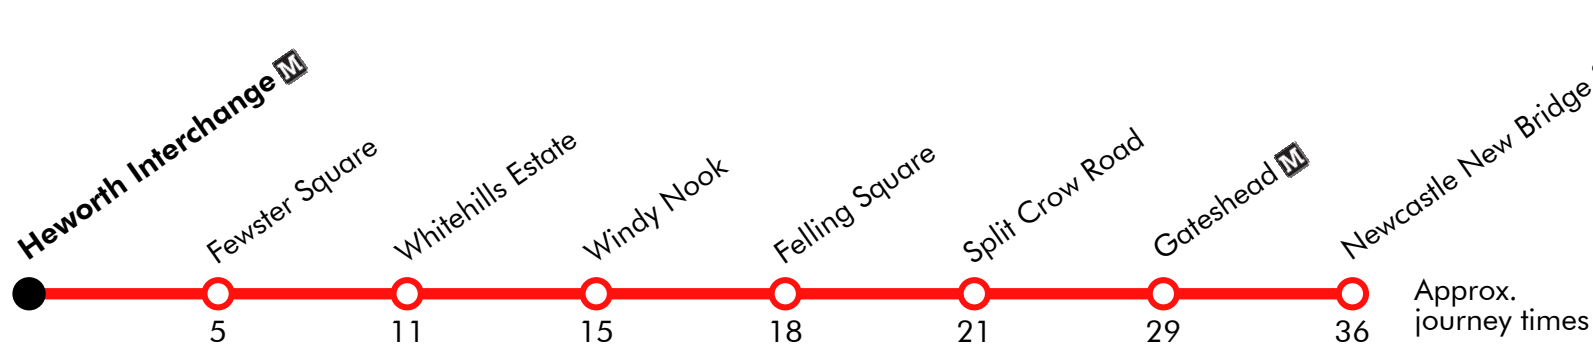 Heworth Interchange M
Fewster Square
Whitehills Estate
Windy Nook
Felling Square
Split Crow Road
Gateshead M
Newcastle New Bridge
5
11
15
18
21
29
36
Approx.
journey times